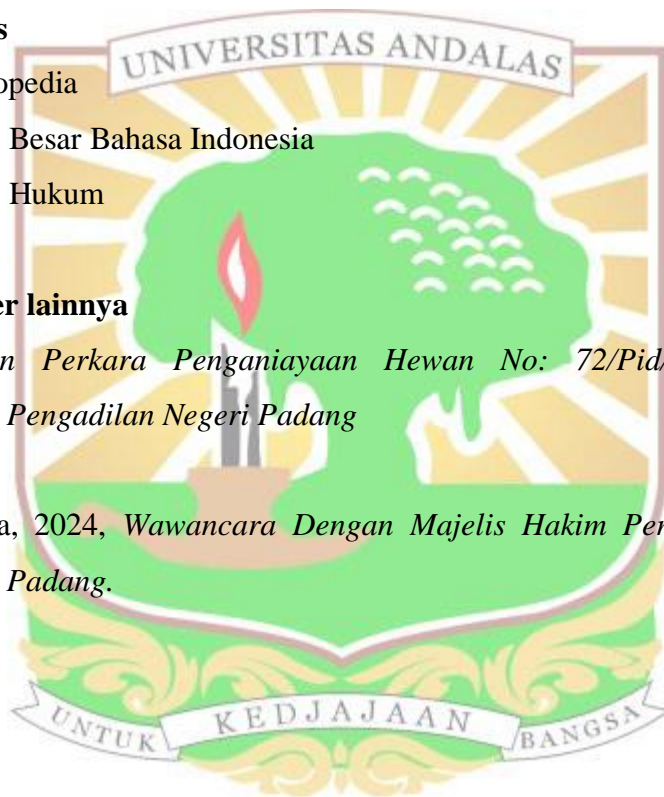 s
UNIVERSITAS ANDALAS
opedia
Besar Bahasa Indonesia
Hukum
er lainnya
n Perkara Penganiayaan Hewan No: 72/Pid/
Pengadilan Negeri Padang
a, 2024, Wawancara Dengan Majelis Hakim Pen
Padang.
UNTUK KEDJAJAAN BANGSA